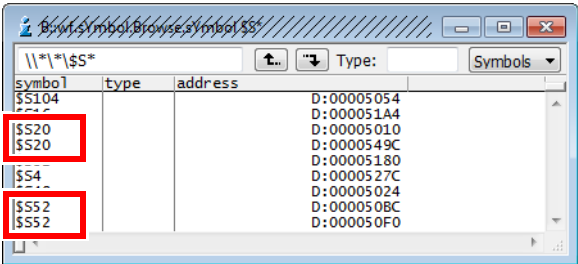 B::wf.sYmbol.Browse.sYmbol $S*
\\*\*\$S* Type: Symbols
symbol type address
$S104 D:00005054
D:000051A4
$S20 D:00005010
$S20 D:0000549C
D:00005180
$S4 D:0000527C
D:00005024
$S52 D:000050BC
$S52 D:000050F0